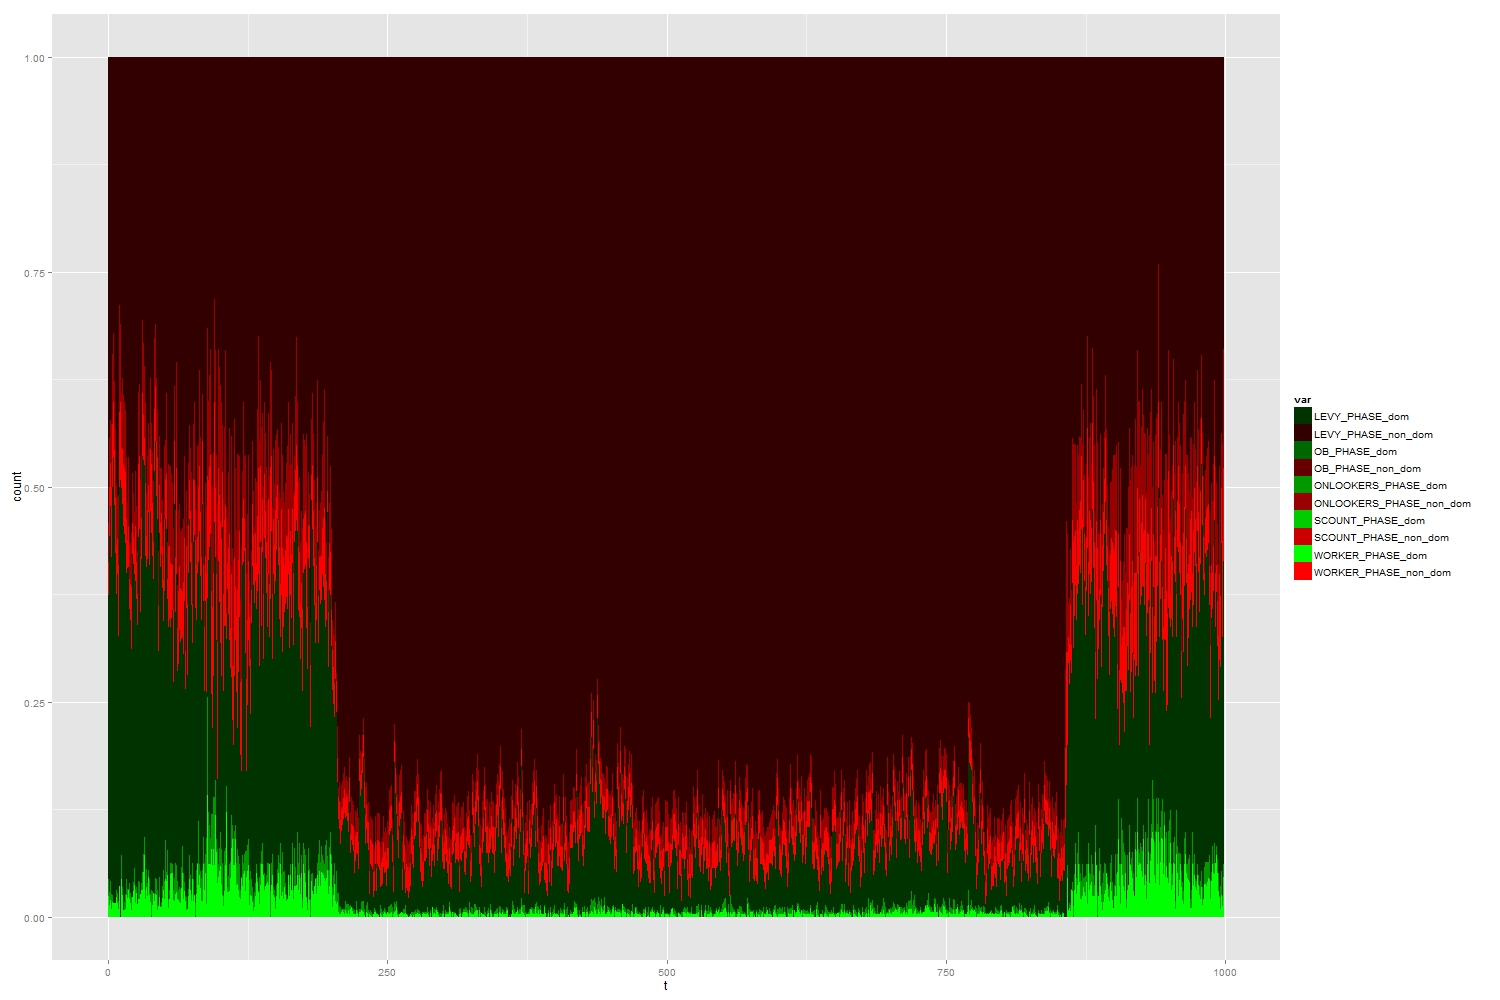 1.00
0.75
0.50
0.25
0.00
count
0
250
500
750
1000
t
var
LEVY_PHASE_dom
LEVY_PHASE_non_dom
OB_PHASE_dom
OB_PHASE_non_dom
ONLOOKERS_PHASE_dom
ONLOOKERS_PHASE_non_dom
SCOUNT_PHASE_dom
SCOUNT_PHASE_non_dom
WORKER_PHASE_dom
WORKER_PHASE_non_dom